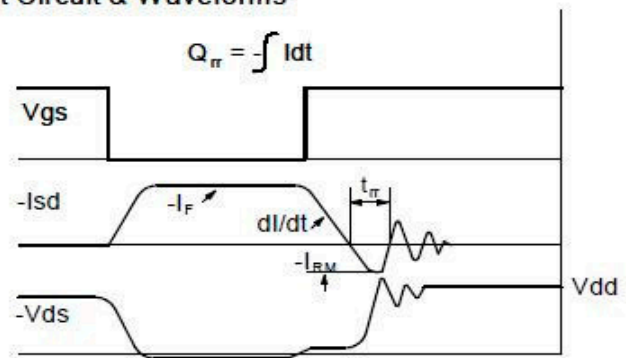 t Circuit & Waveforms
Qrr = -∫ Idt
Vgs
-Isd
-IF
dI/dt
trr
-IRM
Vdd
-Vds